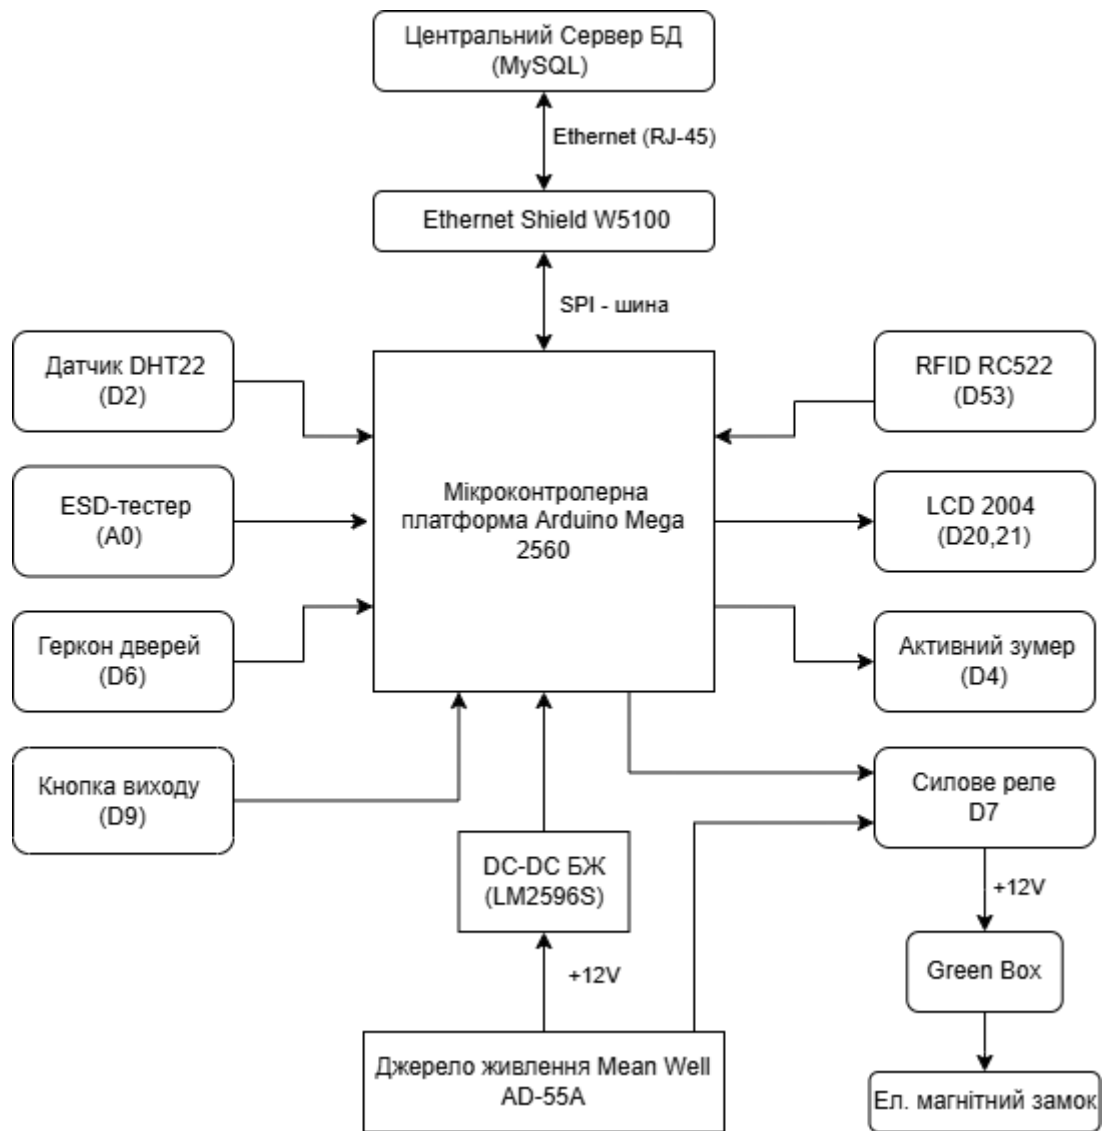 Центральний Сервер БД
(MySQL)
Ethernet (RJ-45)
Ethernet Shield W5100
SPI - шина
Датчик DHT22
(D2)
RFID RC522
(D53)
ESD-тестер
(A0)
Мікроконтролерна
платформа Arduino Mega
2560
LCD 2004
(D20,21)
Геркон дверей
(D6)
Активний зумер
(D4)
Кнопка виходу
(D9)
Силове реле
D7
DC-DC БЖ
(LM2596S)
+12V
Green Box
+12V
Джерело живлення Mean Well
AD-55A
Ел. магнітний замок